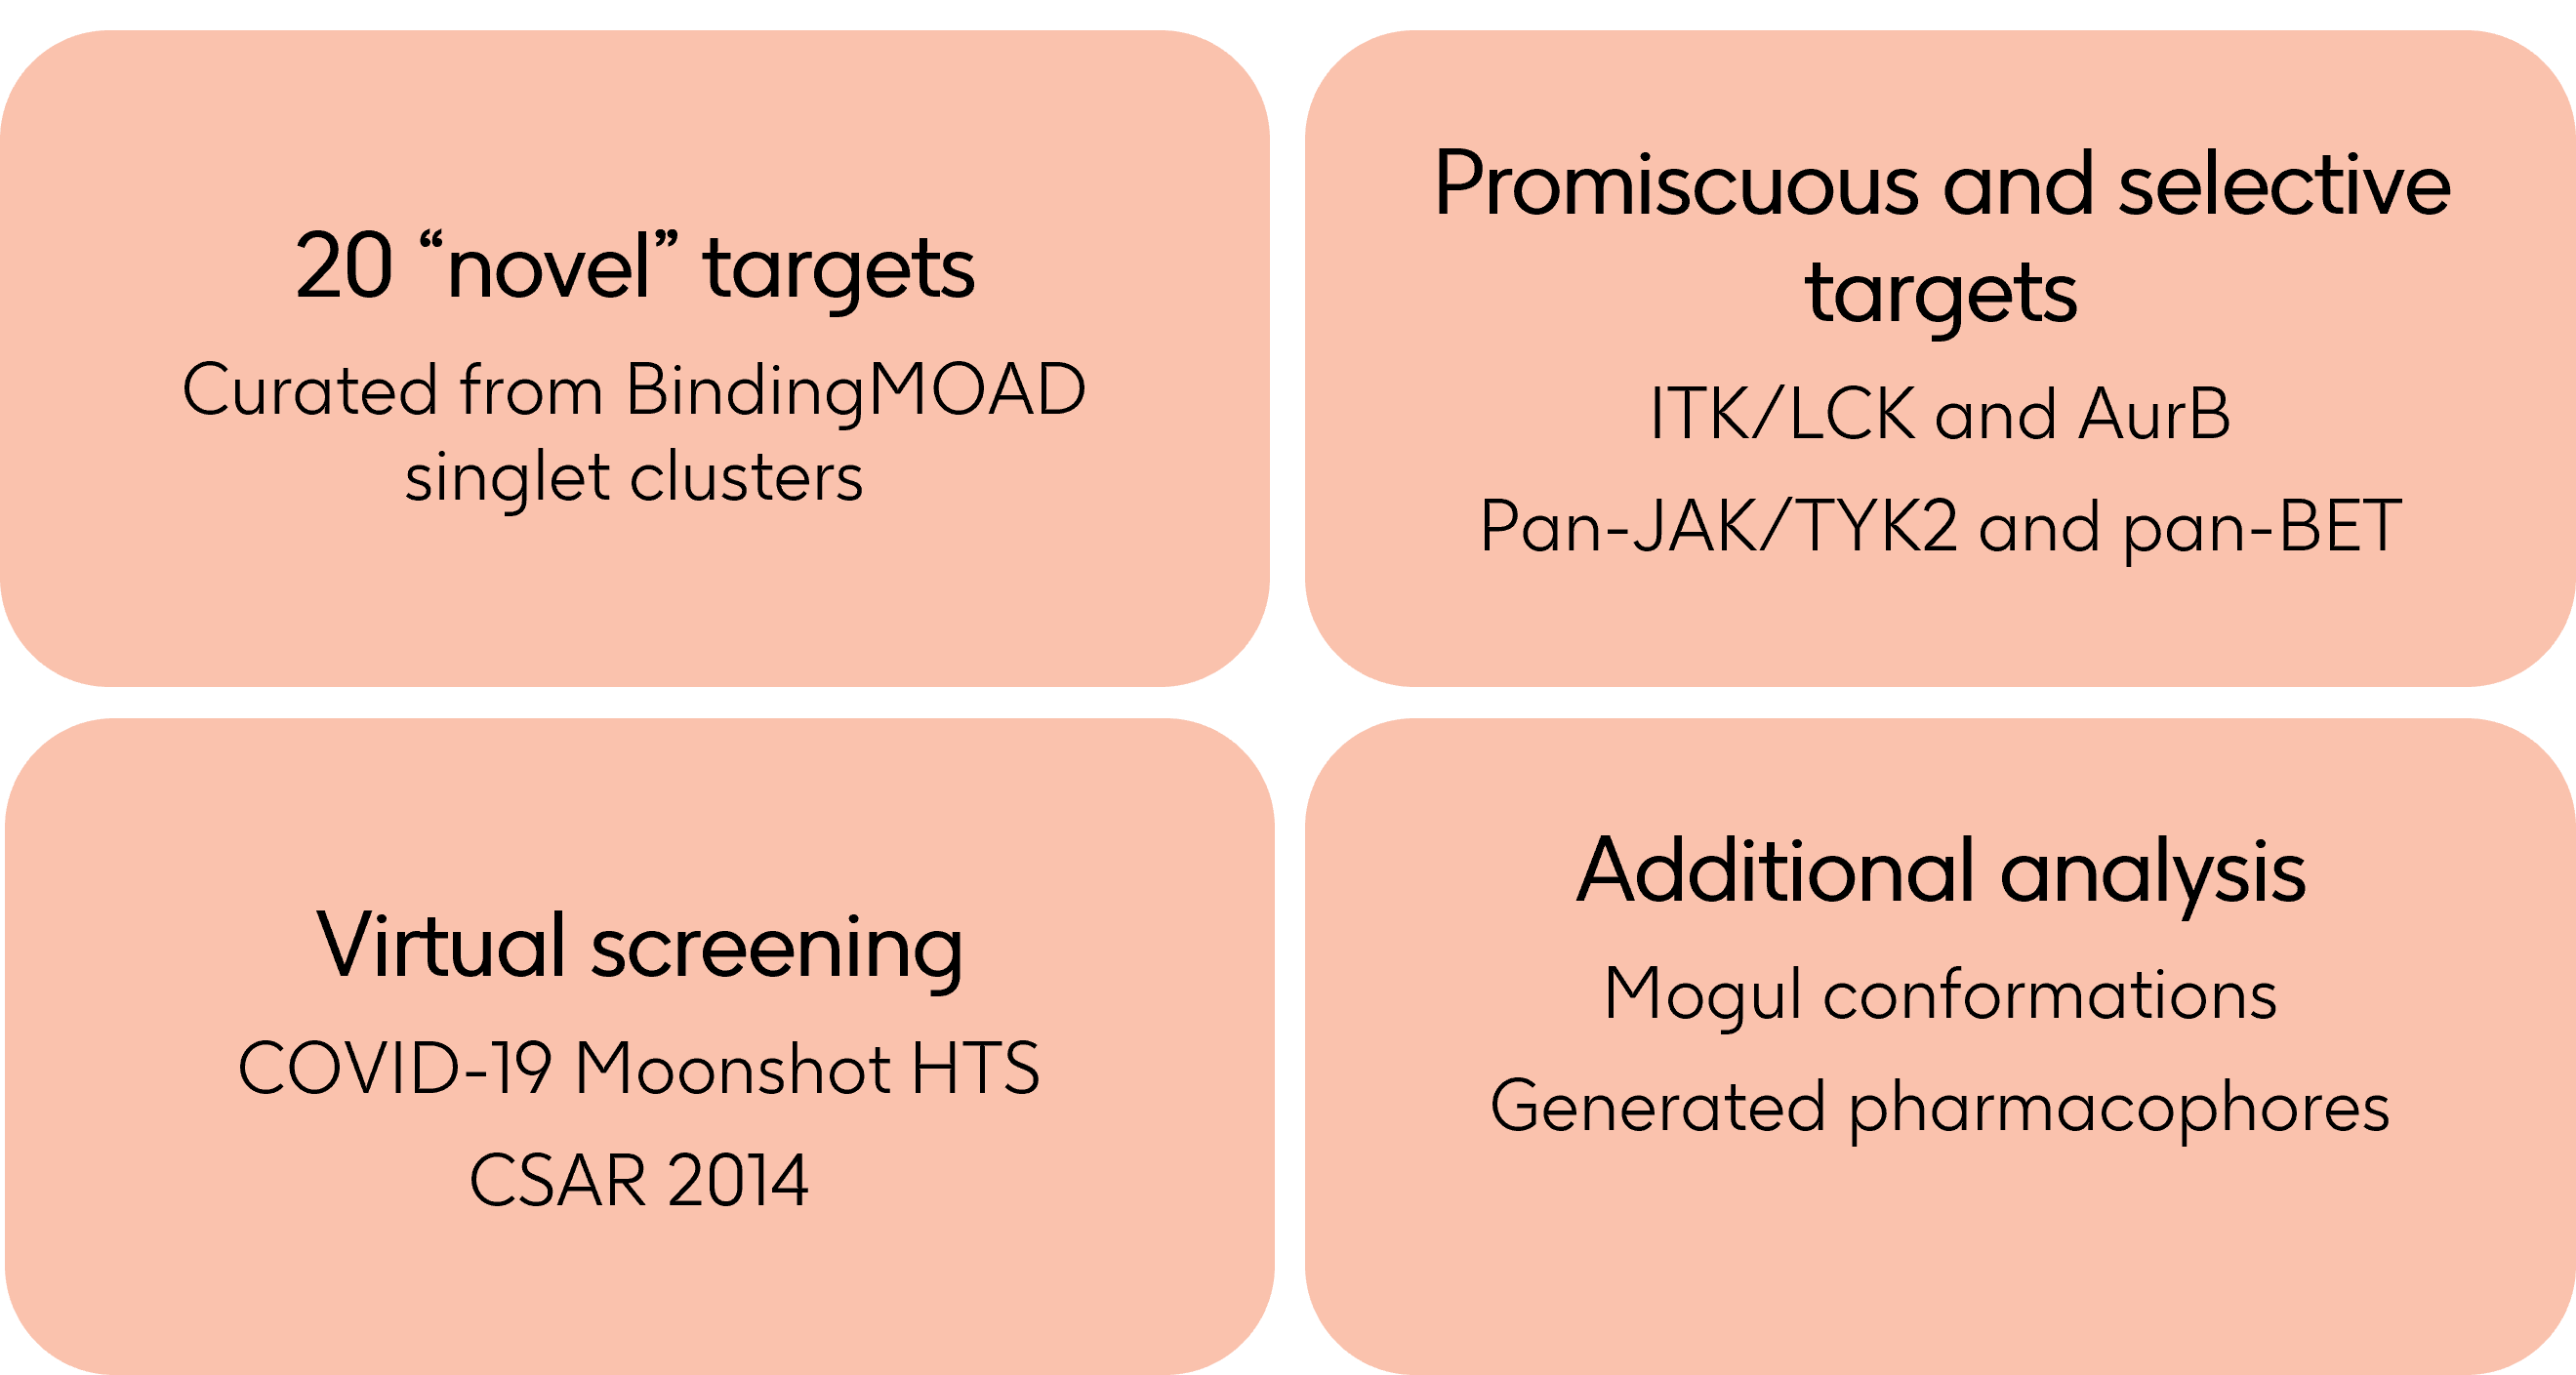 20 “novel” targets
Curated from BindingMOAD
singlet clusters
Promiscuous and selective
targets
ITK/LCK and AurB
Pan-JAK/TYK2 and pan-BET
Virtual screening
COVID-19 Moonshot HTS
CSAR 2014
Additional analysis
Mogul conformations
Generated pharmacophores